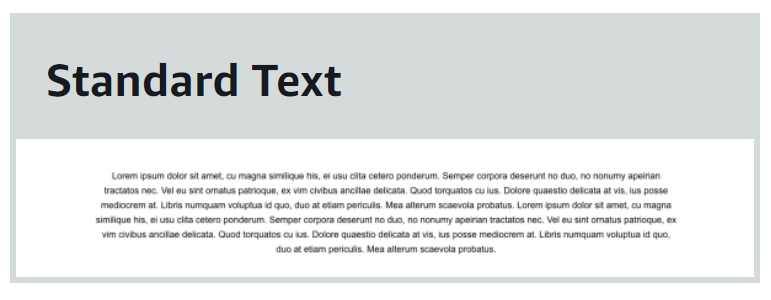 Standard Text
Lorem ipsum dolor sit amet, cu magna similique his, ei usu clita cetero ponderum. Semper corpora deserunt no duo, no nonumy apeirian
tractatos nec. Vel eu sint ornatus patrioque, ex vim civibus ancillae delicata. Quod torquatos cu ius. Dolore quaestio delicata at vis, ius posse
mediocrem at. Libris numquam voluptua id quo, duo at etiam periculis. Mea alterum scaevola probatus. Lorem ipsum dolor sit amet, cu magna
similique his, ei usu clita cetero ponderum. Semper corpora deserunt no duo, no nonumy apeirian tractatos nec. Vel eu sint ornatus patrioque, ex
vim civibus ancillae delicata. Quod torquatos cu ius. Dolore quaestio delicata at vis, ius posse mediocrem at. Libris numquam voluptua id quo,
duo at etiam periculis. Mea alterum scaevola probatus.